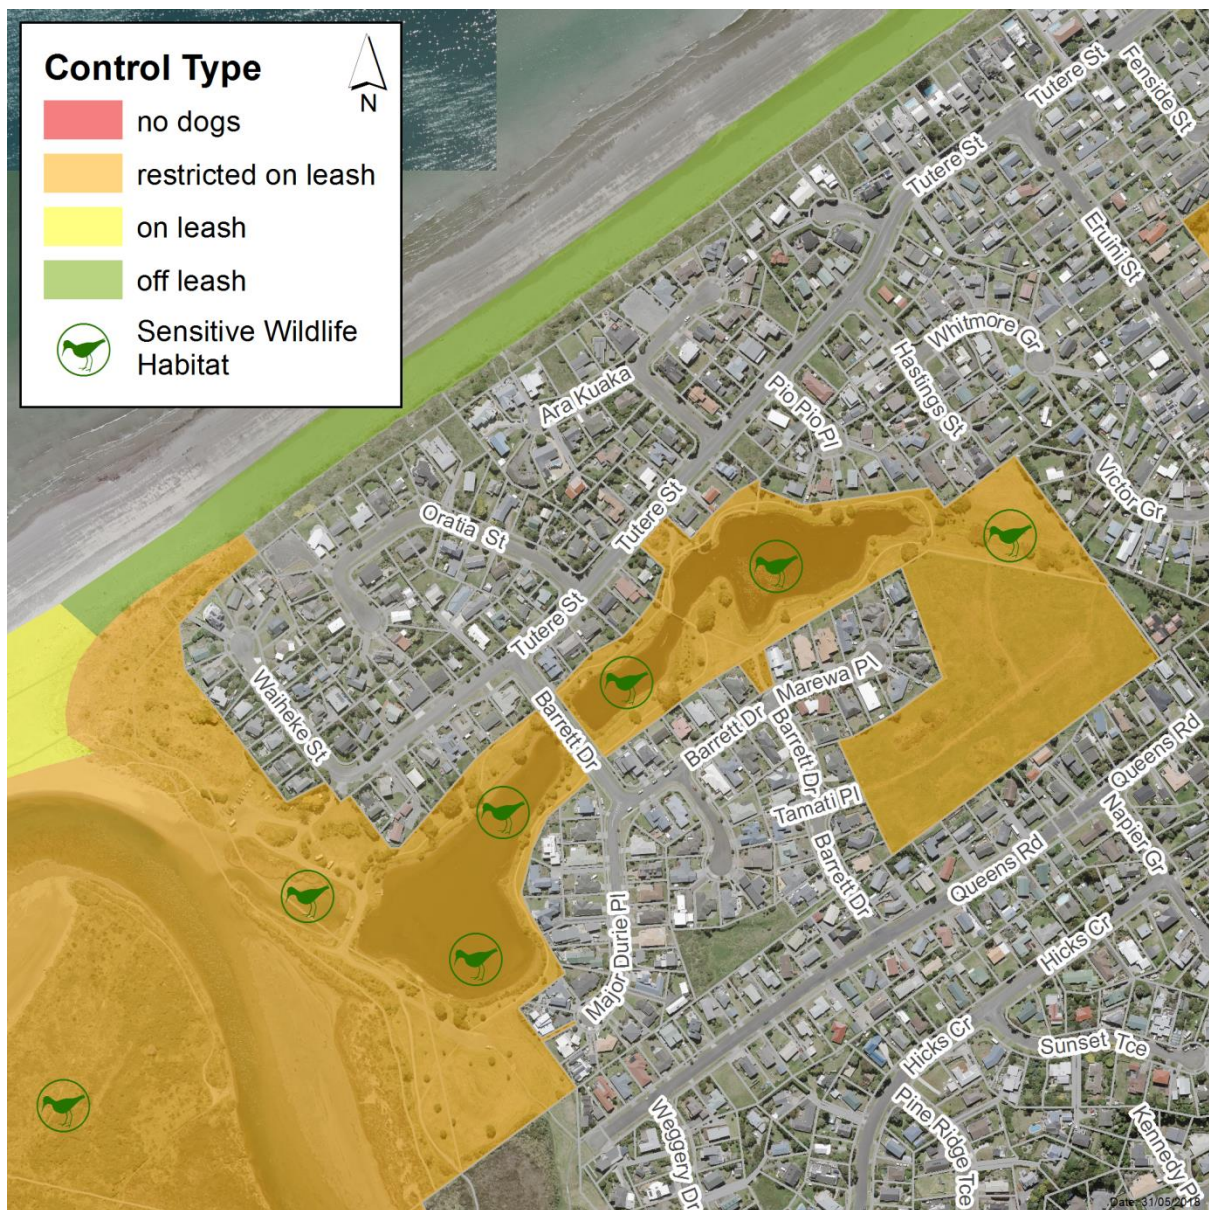 Control Type
N
no dogs
restricted on leash
on leash
off leash
Sensitive Wildlife
Habitat
Tutere St
Fenside St
Tutere St
Eruini St
Whitmore Gr
Hastings St
Ara Kuaka
Pio Pio Pl
Victor Gr
Oratia St
Tutere St
Tutere St
Waiheke St
Barrett Dr
Marewa Pl
Barrett Dr
Barrett Dr
Tamati Pl
Barrett Dr
Queens Rd
Napier Gr
Queens Rd
Major Durie Pl
Hicks Cr
Hicks Cr
Sunset Tce
Pine Ridge Tce
Weggery Dr
Kennedy P
Date: 31/05/2018